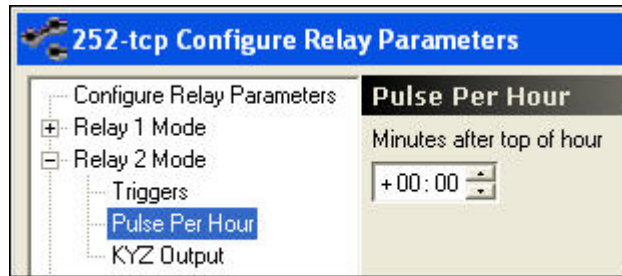 252-tcp Configure Relay Parameters
Configure Relay Parameters
Relay 1 Mode
Relay 2 Mode
Triggers
Pulse Per Hour
KYZ Output
Pulse Per Hour
Minutes after top of hour
+00:00